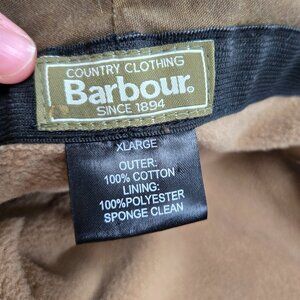 COUNTRY CLOTHING
Barbour®
SINCE 1894
XLARGE
OUTER:
100% COTTON
LINING:
100%POLYESTER
SPONGE CLEAN